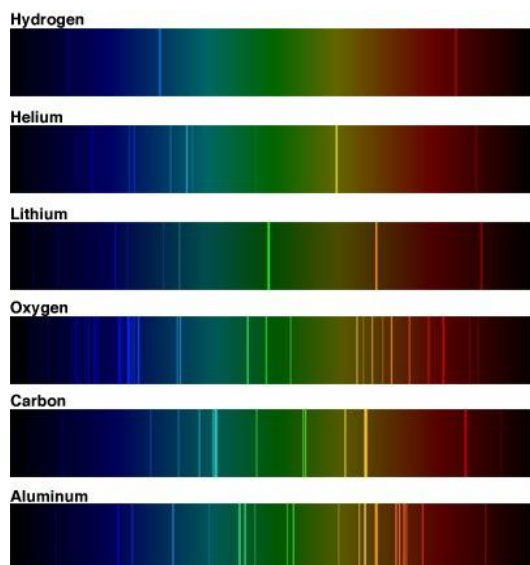 Hydrogen
Helium
Lithium
Oxygen
Carbon
Aluminum